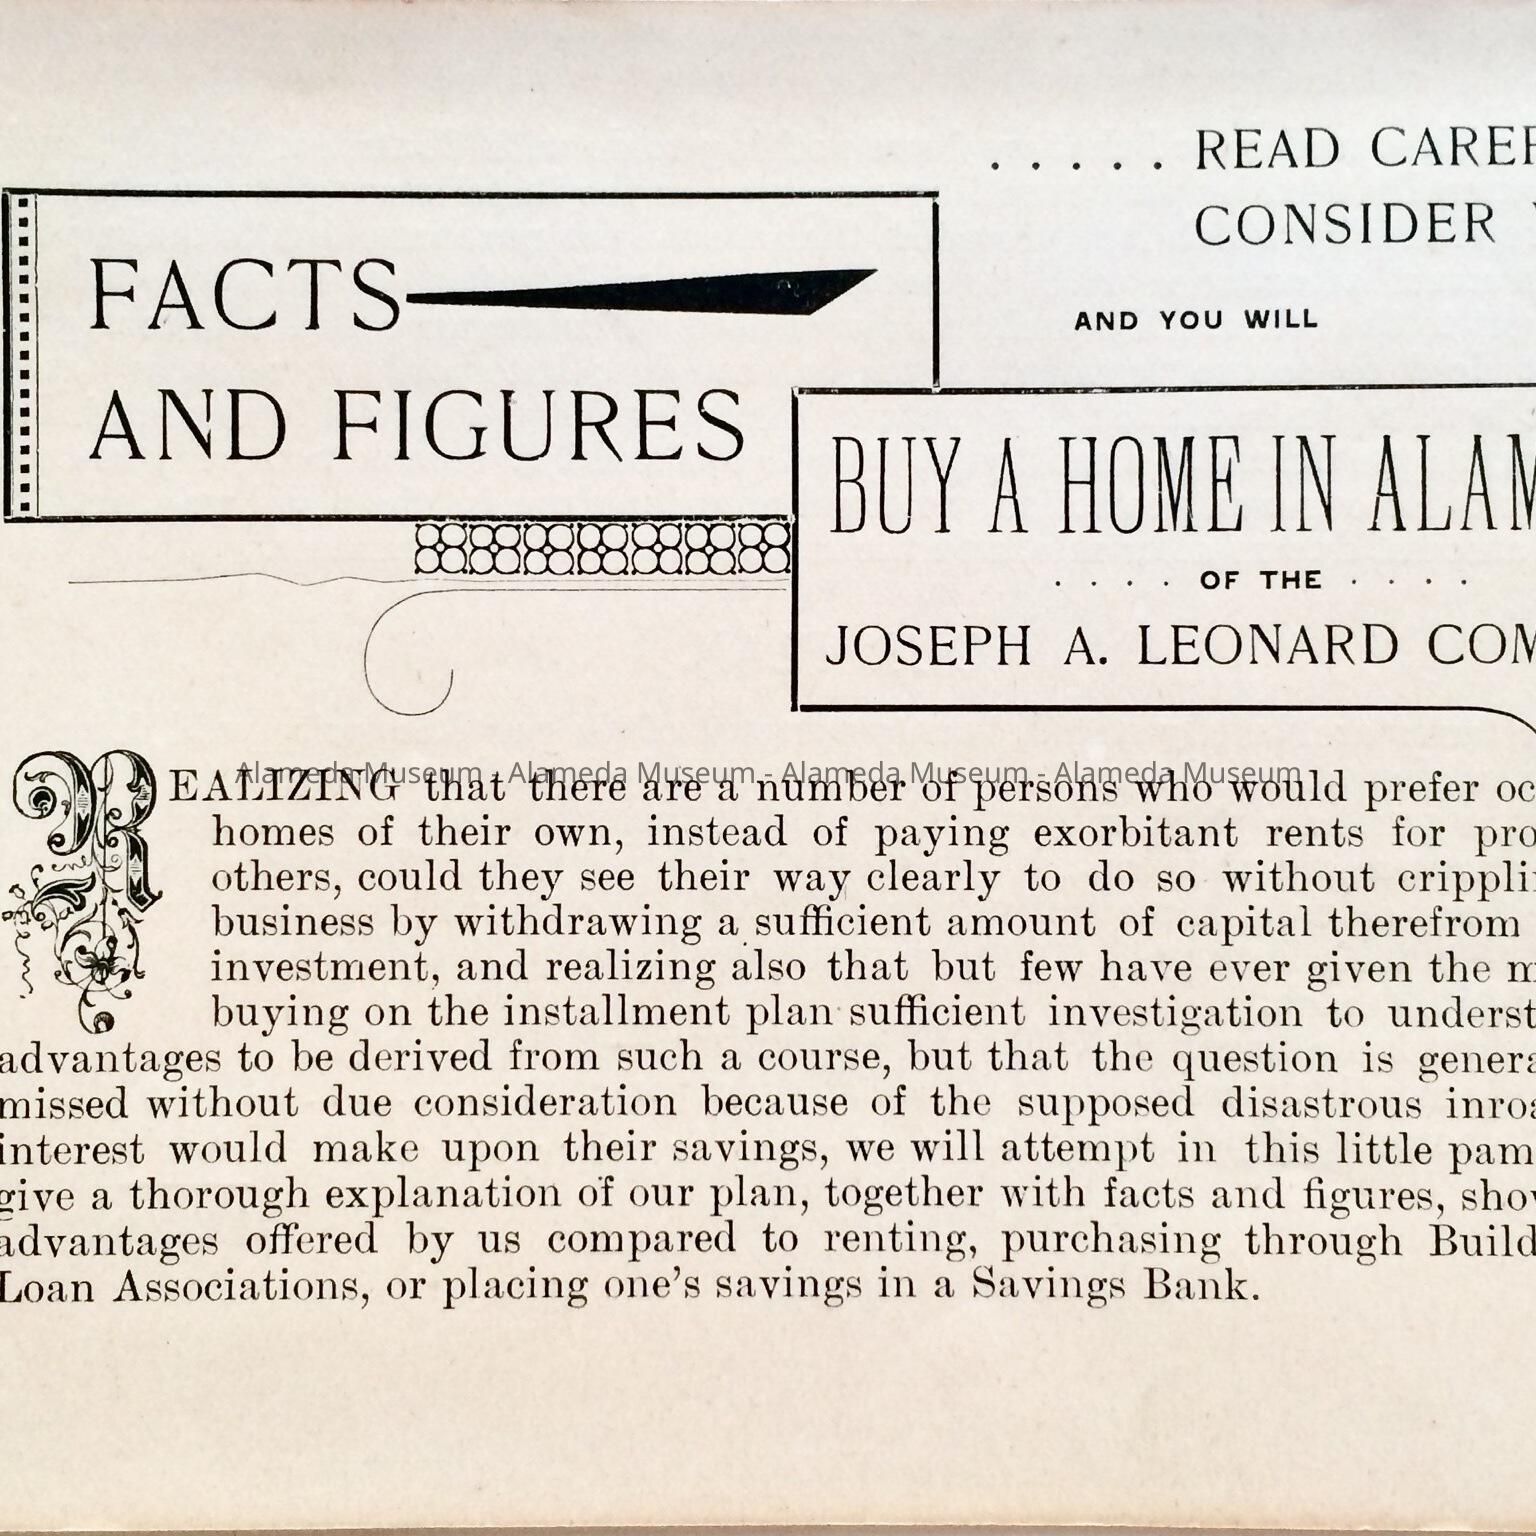 ..... READ CAREF
CONSIDER
FACTS
AND YOU WILL
AND FIGURES
BUY A HOME IN ALAM
.... OF THE ....
JOSEPH A. LEONARD COM
Alameda Museum - Alameda Museum - Alameda Museum - Alameda Museum
REALIZING that there are a number of persons who would prefer oc
homes of their own, instead of paying exorbitant rents for pro
others, could they see their way clearly to do so without crippli
business by withdrawing a sufficient amount of capital therefrom
investment, and realizing also that but few have ever given the m
buying on the installment plan sufficient investigation to underst
advantages to be derived from such a course, but that the question is genera
missed without due consideration because of the supposed disastrous inroa
interest would make upon their savings, we will attempt in this little pam
give a thorough explanation of our plan, together with facts and figures, show
advantages offered by us compared to renting, purchasing through Build
Loan Associations, or placing one's savings in a Savings Bank.